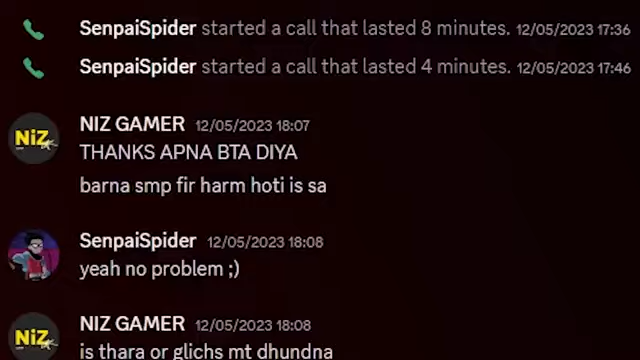 SenpaiSpider started a call that lasted 8 minutes. 12/05/2023 17:36
SenpaiSpider started a call that lasted 4 minutes. 12/05/2023 17:46
NIZ GAMER 12/05/2023 18:07
NiZ
THANKS APNA BTA DIYA
barna smp fir harm hoti is sa
SenpaiSpider 12/05/2023 18:08
yeah no problem ;)
NIZ GAMER 12/05/2023 18:08
NiZ
is thara or glichs mt dhundna